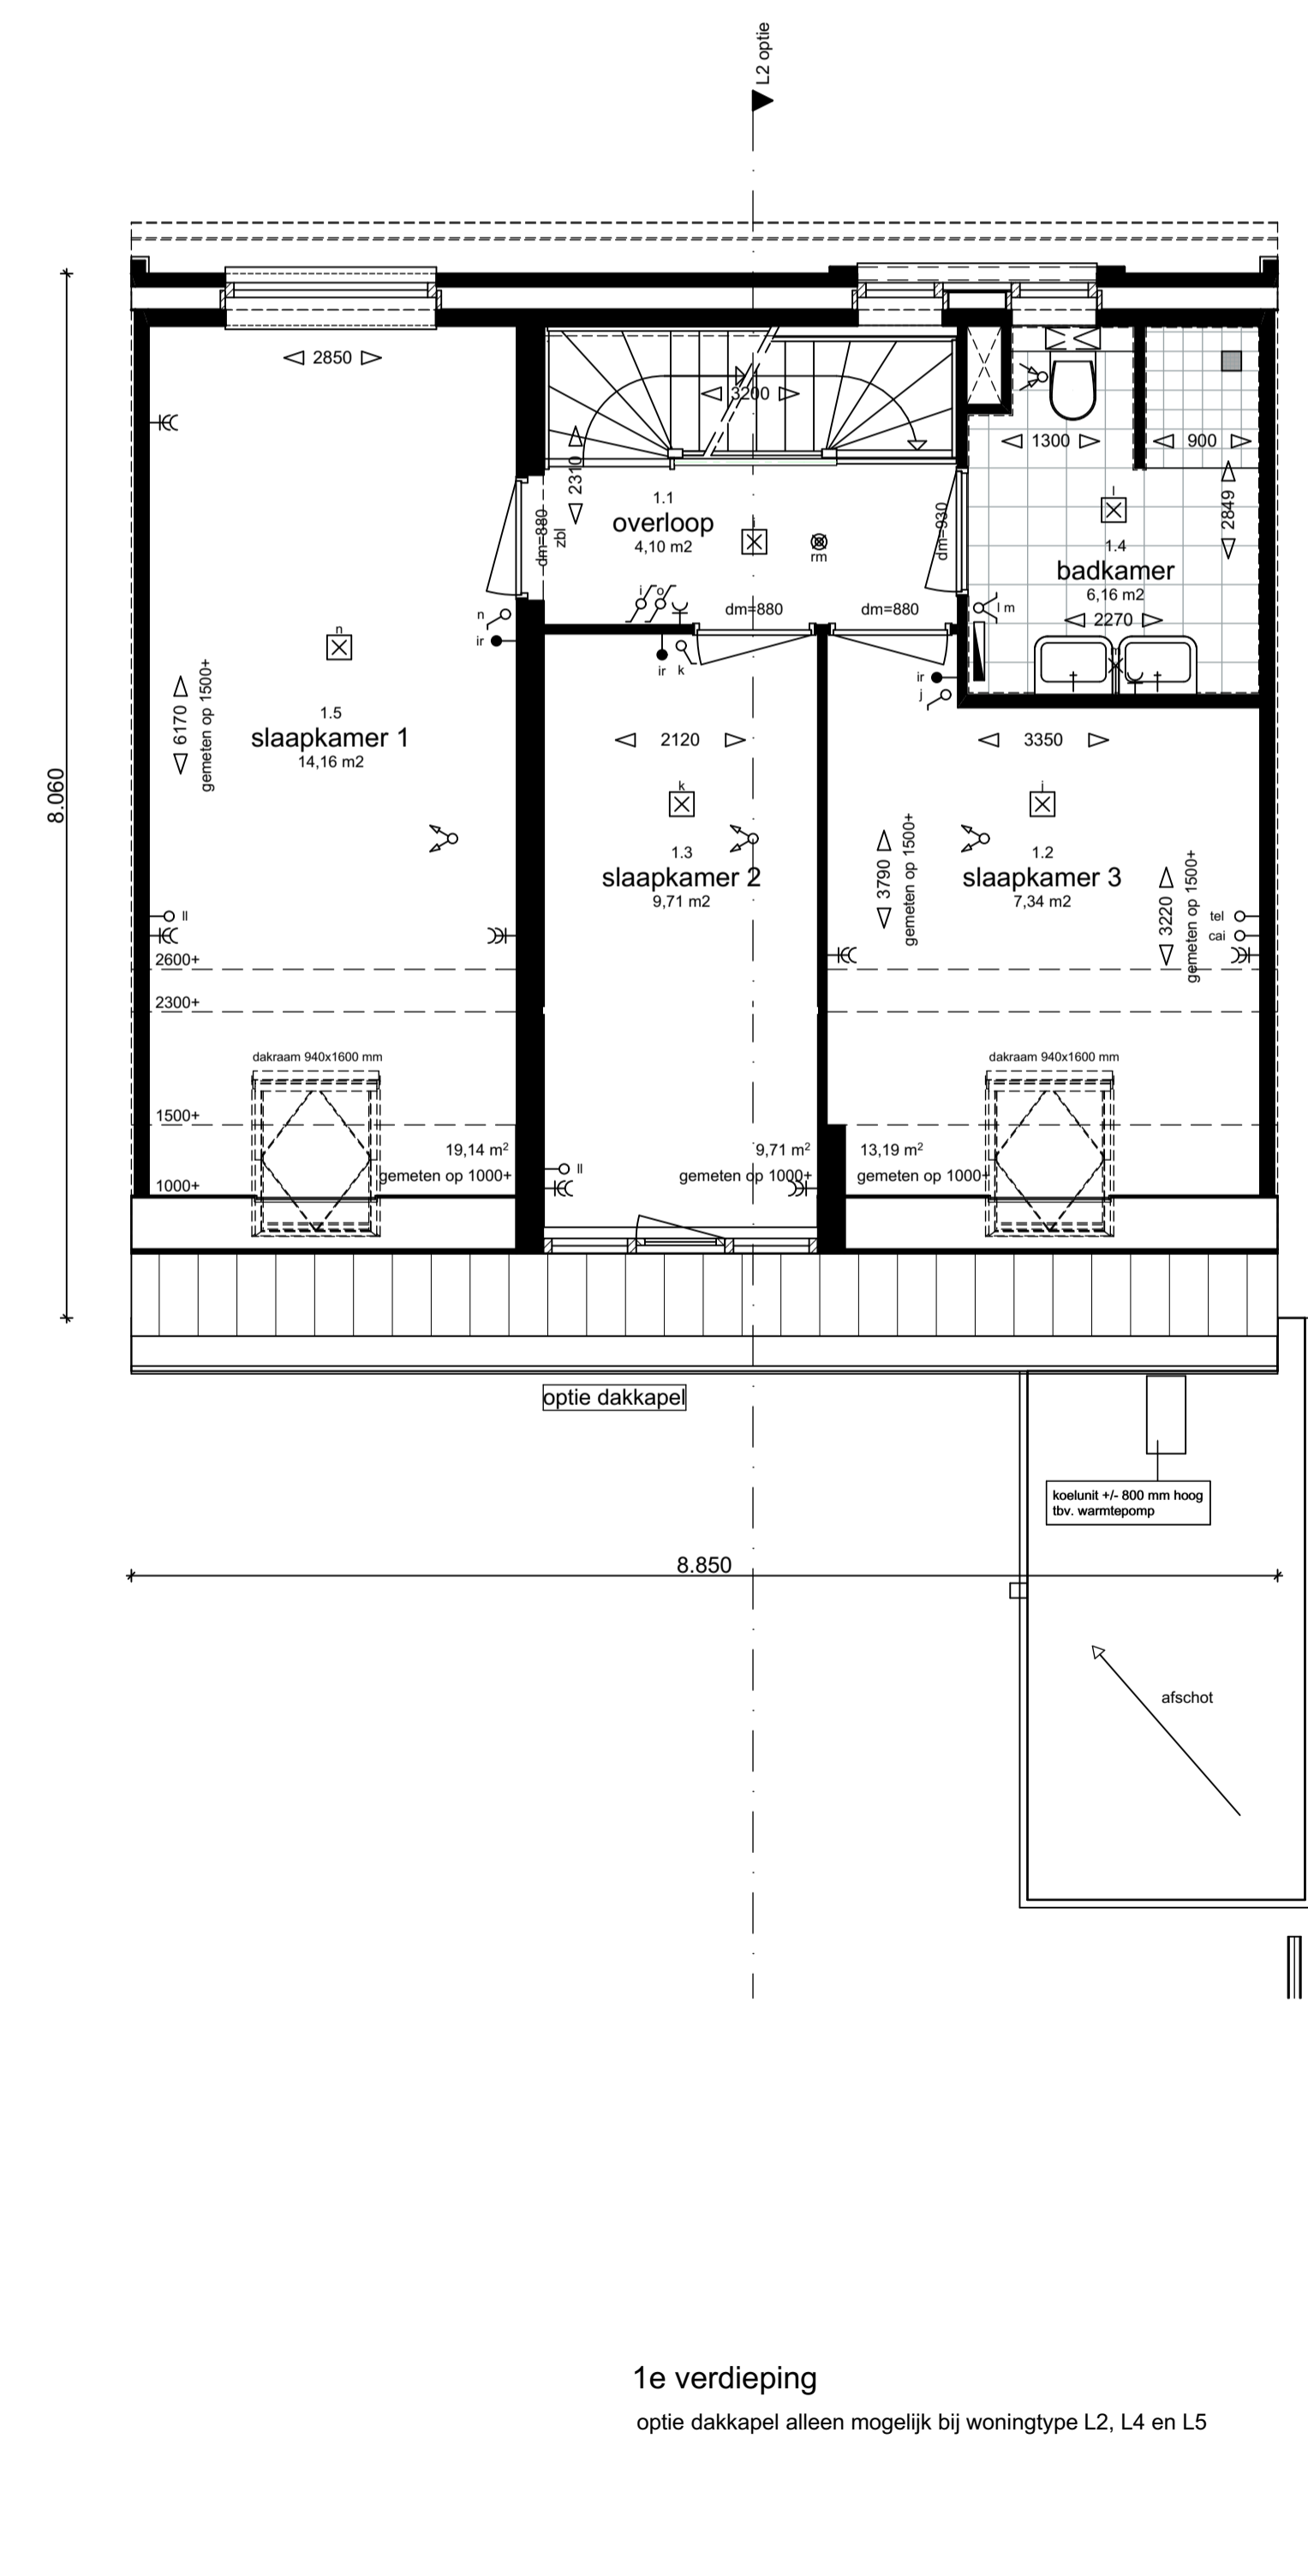 L2 optie
2850
3200
2310
1300
900
2849
1.1
overloop
4,10 m2
dm=880
zbl
dm=930
rm
i
o
dm=880
dm=880
l
1.4
badkamer
6,16 m2
2270
l m
n
ir
ir
k
ir
j
n
1.5
slaapkamer 1
14,16 m2
6170
gemeten op 1500+
8.060
2120
k
1.3
slaapkamer 2
9,71 m2
3350
j
1.2
slaapkamer 3
7,34 m2
3790
gemeten op 1500+
3220
gemeten op 1500+
tel
cai
ll
2600+
2300+
dakraam 940x1600 mm
dakraam 940x1600 mm
1500+
19,14 m²
gemeten op 1000+
9,71 m²
gemeten op 1000+
13,19 m²
gemeten op 1000+
ll
1000+
optie dakkapel
koelunit +/- 800 mm hoog
tbv. warmtepomp
8.850
afschot
1e verdieping
optie dakkapel alleen mogelijk bij woningtype L2, L4 en L5